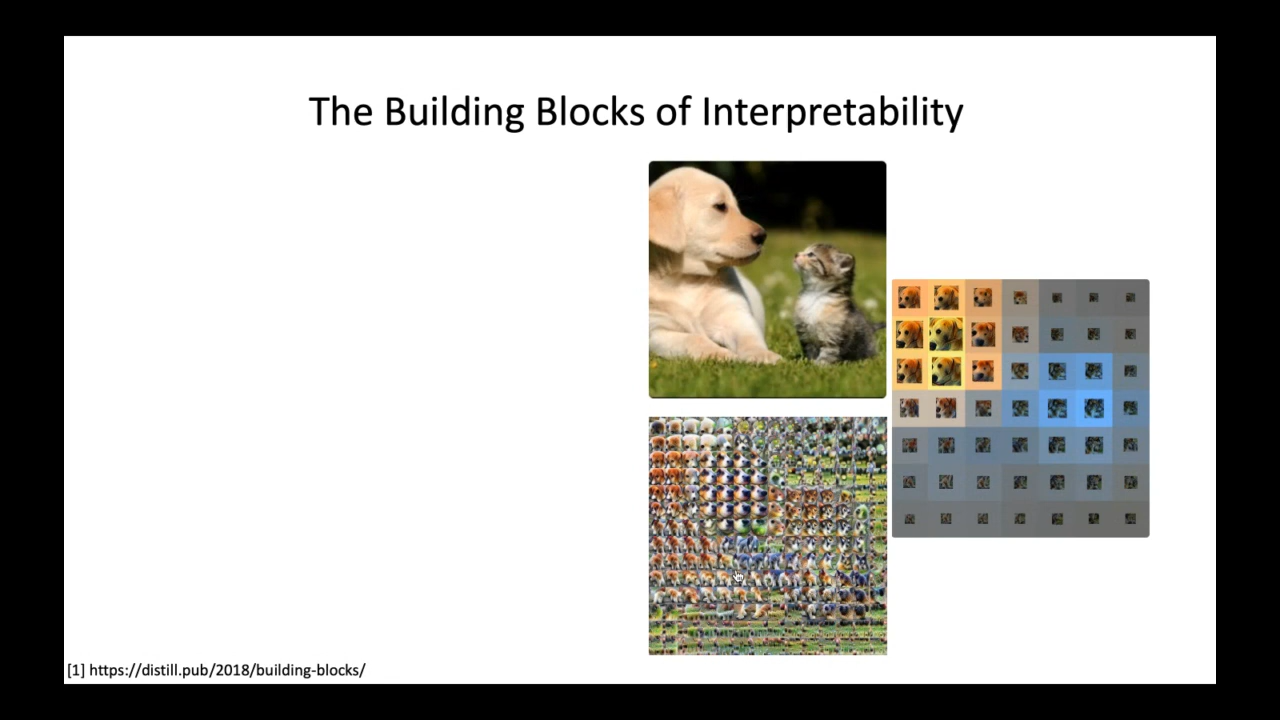 The Building Blocks of Interpretability
[1] https://distill.pub/2018/building-blocks/